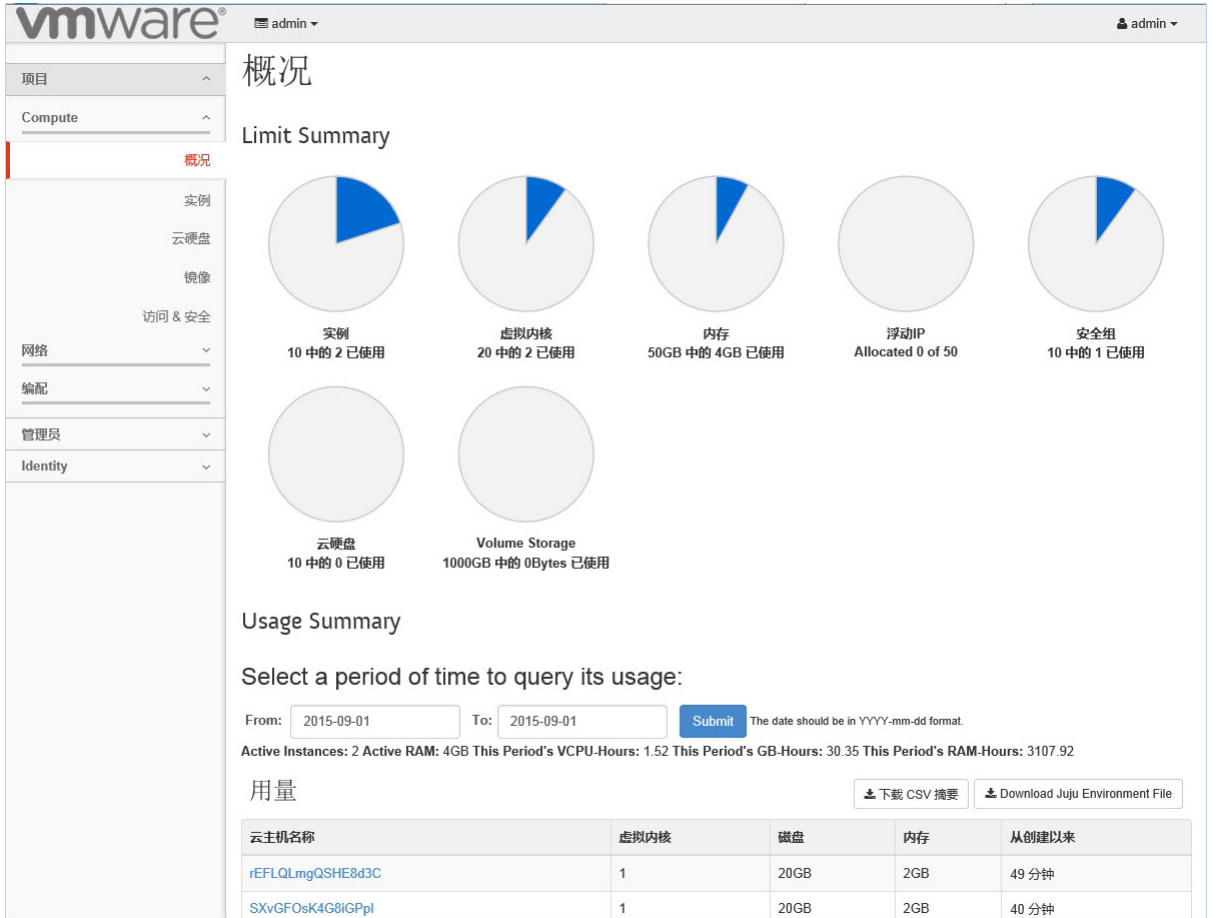 vmware®
admin
admin
项目
Compute
概况
实例
云硬盘
镜像
访问 & 安全
网络
编配
管理员
Identity
概况
Limit Summary
实例
10 中的 2 已使用
虚拟内核
20 中的 2 已使用
内存
50GB 中的 4GB 已使用
浮动IP
Allocated 0 of 50
安全组
10 中的 1 已使用
云硬盘
10 中的 0 已使用
Volume Storage
1000GB 中的 0Bytes 已使用
Usage Summary
Select a period of time to query its usage:
From: 2015-09-01 To: 2015-09-01 Submit The date should be in YYYY-mm-dd format.
Active Instances: 2 Active RAM: 4GB This Period's VCPU-Hours: 1.52 This Period's GB-Hours: 30.35 This Period's RAM-Hours: 3107.92
用量
下载 CSV 摘要 Download Juju Environment File
云主机名称 虚拟内核 磁盘 内存 从创建以来
rEFLQLmgQSHE8d3C 1 20GB 2GB 49 分钟
SXvGFOsK4G8iGPpl 1 20GB 2GB 40 分钟